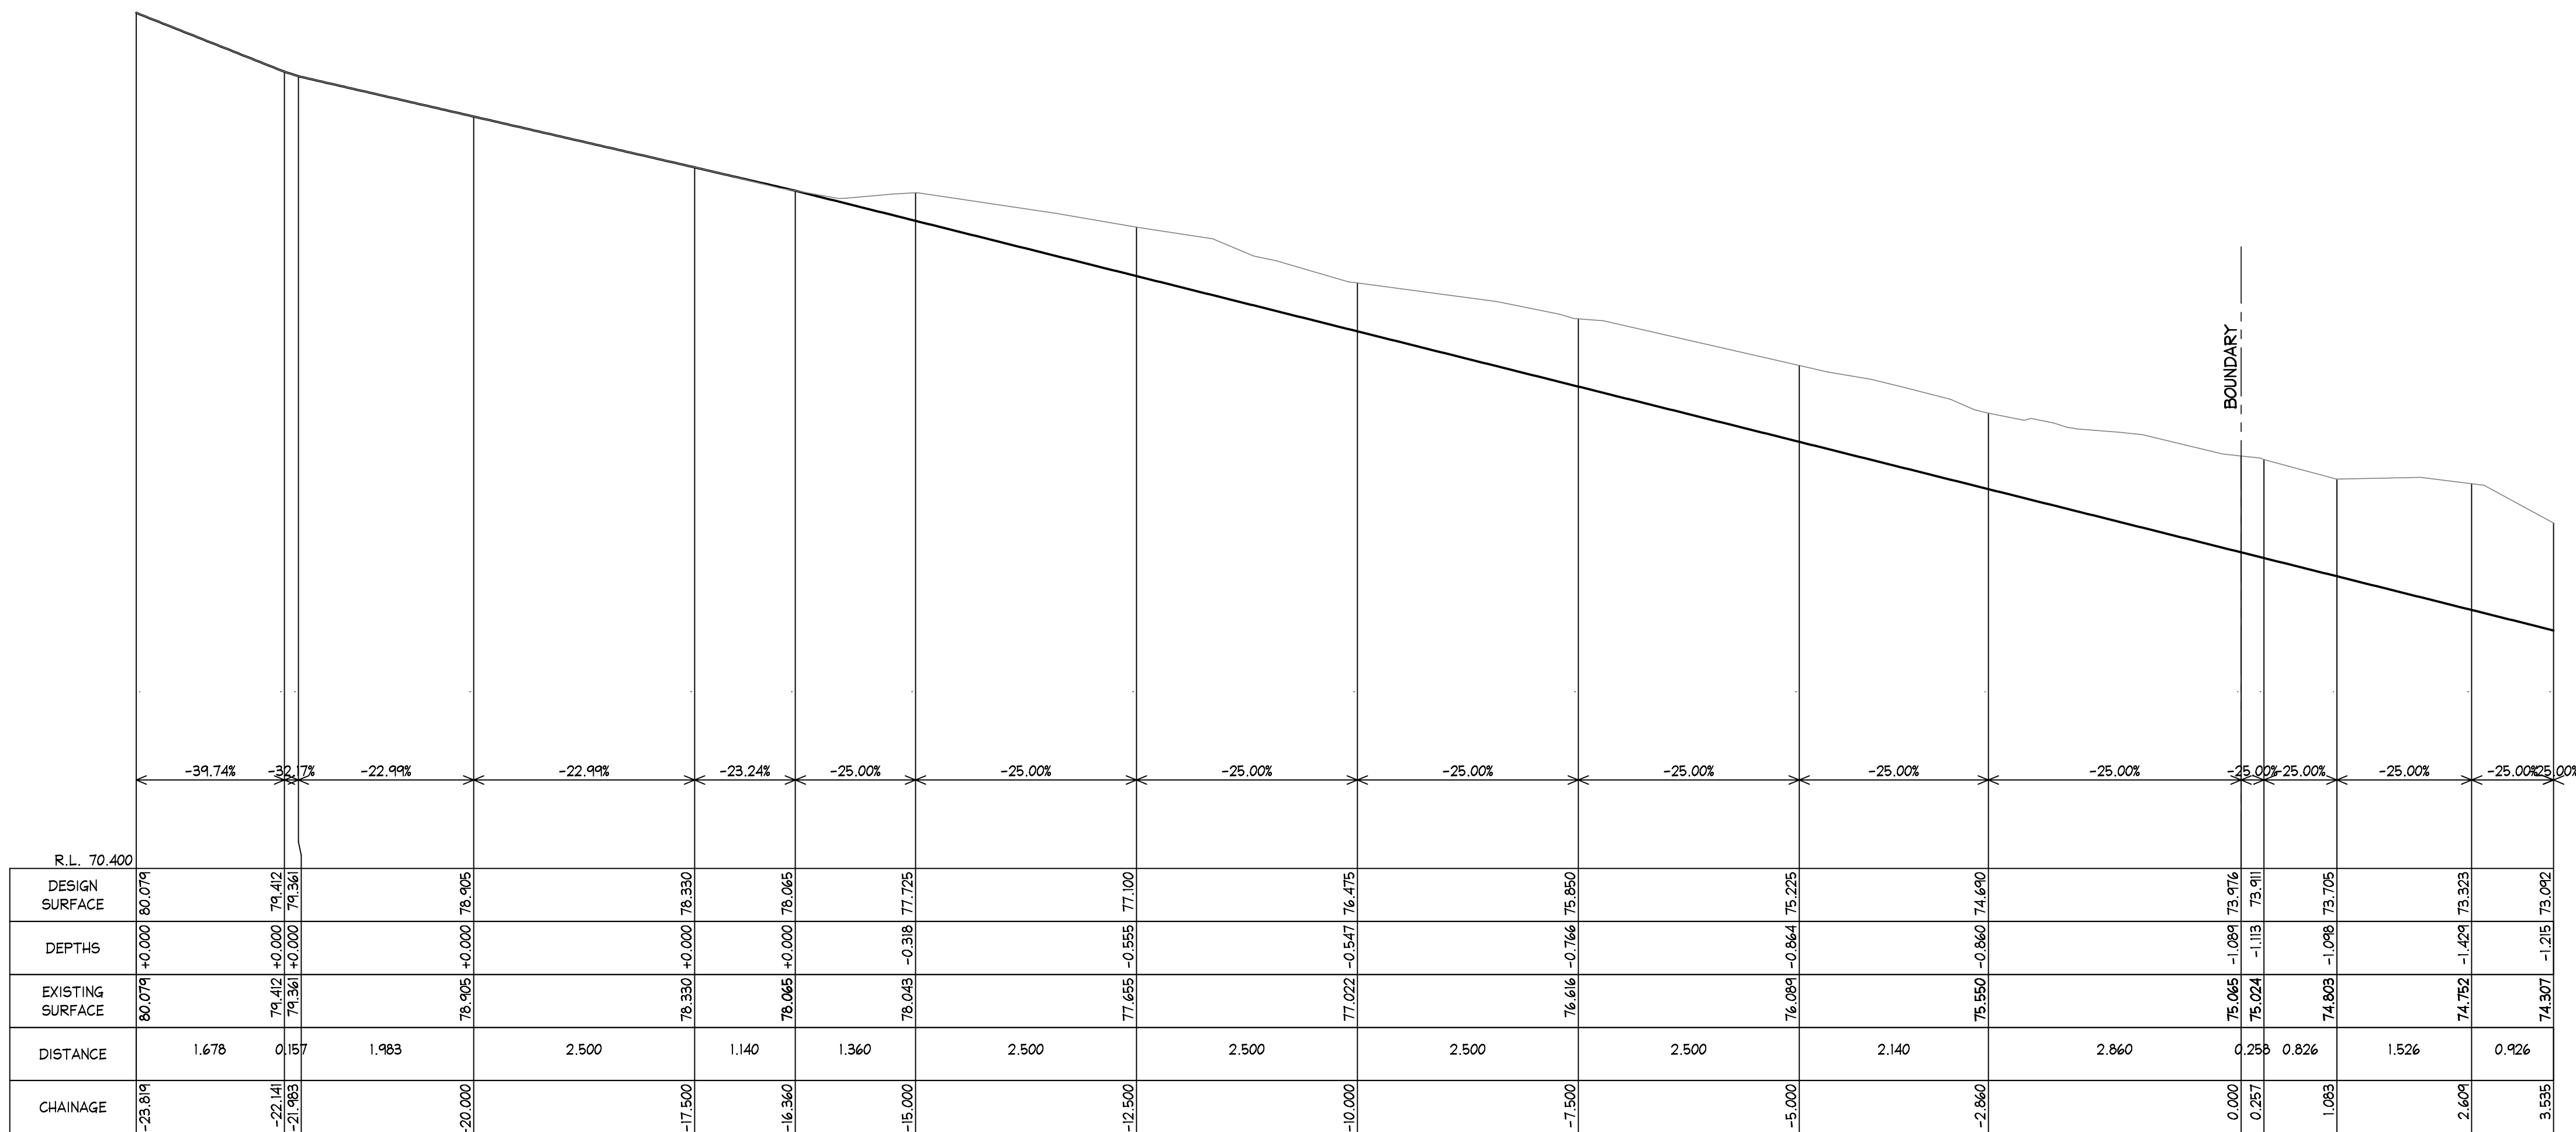 BOUNDARY
-39.74% -32.17% -22.99% -22.99% -23.24% -25.00% -25.00% -25.00% -25.00% -25.00% -25.00% -25.00% -25.00% -25.00% -25.00% -25.00% -25.00%
R.L. 70.400
DESIGN
SURFACE
80.079 79.412 79.361 78.905 78.330 78.065 77.725 77.100 76.475 75.850 75.225 74.690 73.976 73.911 73.705 73.323 73.092
DEPTHS
+0.000 +0.000 +0.000 +0.000 +0.000 +0.000 -0.318 -0.555 -0.547 -0.766 -0.864 -0.860 -1.089 -1.113 -1.098 -1.429 -1.215
EXISTING
SURFACE
80.079 79.412 79.361 78.905 78.330 78.065 78.043 77.655 77.022 76.616 76.089 75.550 75.065 75.024 74.803 74.752 74.307
DISTANCE
1.678 0.157 1.983 2.500 1.140 1.360 2.500 2.500 2.500 2.500 2.140 2.860 0.258 0.826 1.526 0.926
CHAINAGE
-23.819 -22.141 -21.983 -20.000 -17.500 -16.360 -15.000 -12.500 -10.000 -7.500 -5.000 -2.860 0.000 0.257 1.083 2.609 3.535